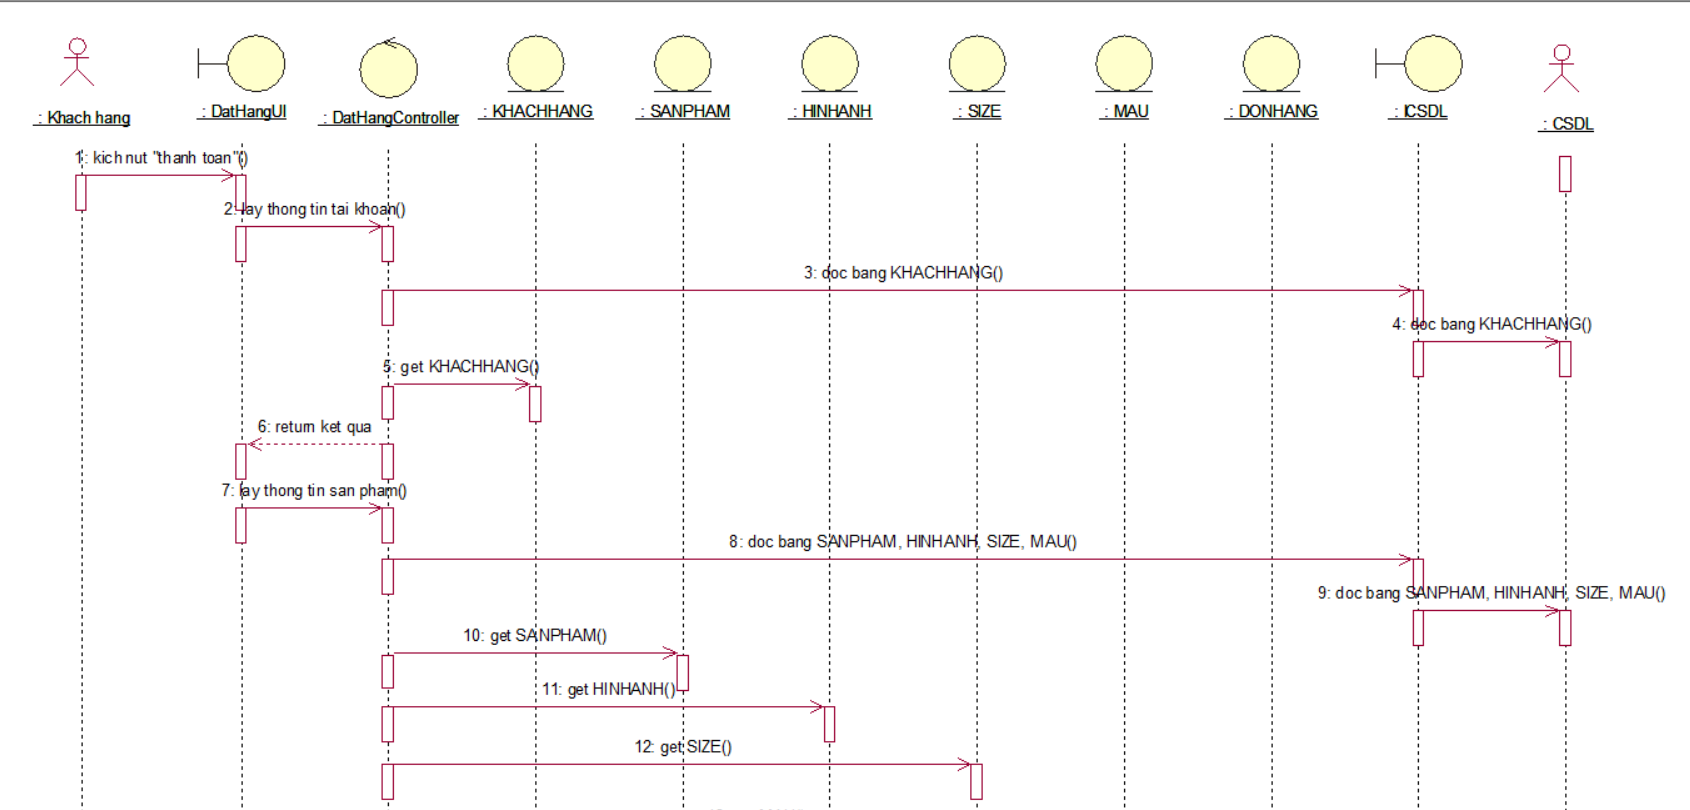 : Khach hang
: DatHangUI
: DatHangController
: KHACHHANG
: SANPHAM
: HINHANH
: SIZE
: MAU
: DONHANG
: ICSDL
: CSDL
1: kich nut "thanh toan"()
2: lay thong tin tai khoan()
3: doc bang KHACHHANG()
4: doc bang KHACHHANG()
5: get KHACHHANG()
6: return ket qua
7: lay thong tin san pham()
8: doc bang SANPHAM, HINHANH, SIZE, MAU()
9: doc bang SANPHAM, HINHANH, SIZE, MAU()
10: get SANPHAM()
11: get HINHANH()
12: get SIZE()